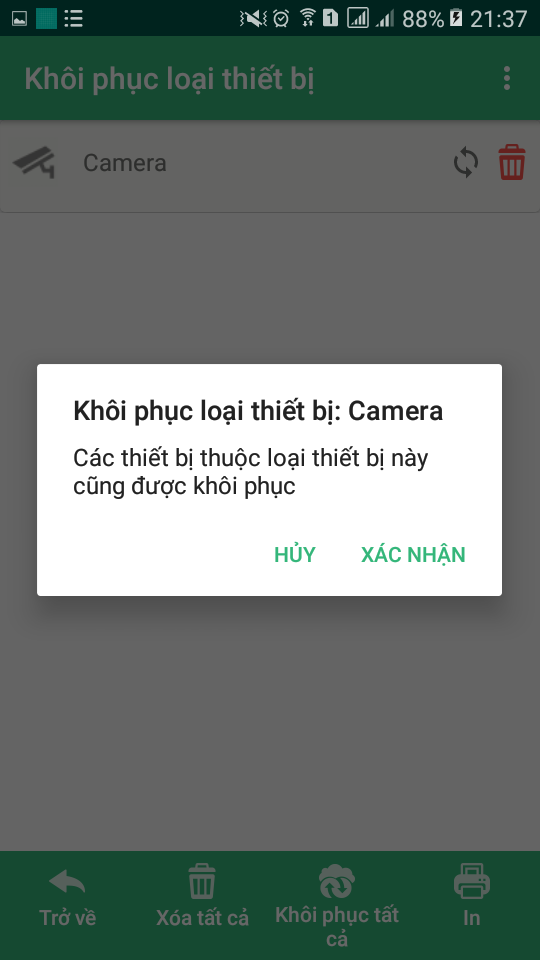 88% 21:37
Khôi phục loại thiết bị
Camera
Khôi phục loại thiết bị: Camera
Các thiết bị thuộc loại thiết bị này
cũng được khôi phục
HỦY XÁC NHẬN
Trở về
Xóa tất cả
Khôi phục tất
cả
In